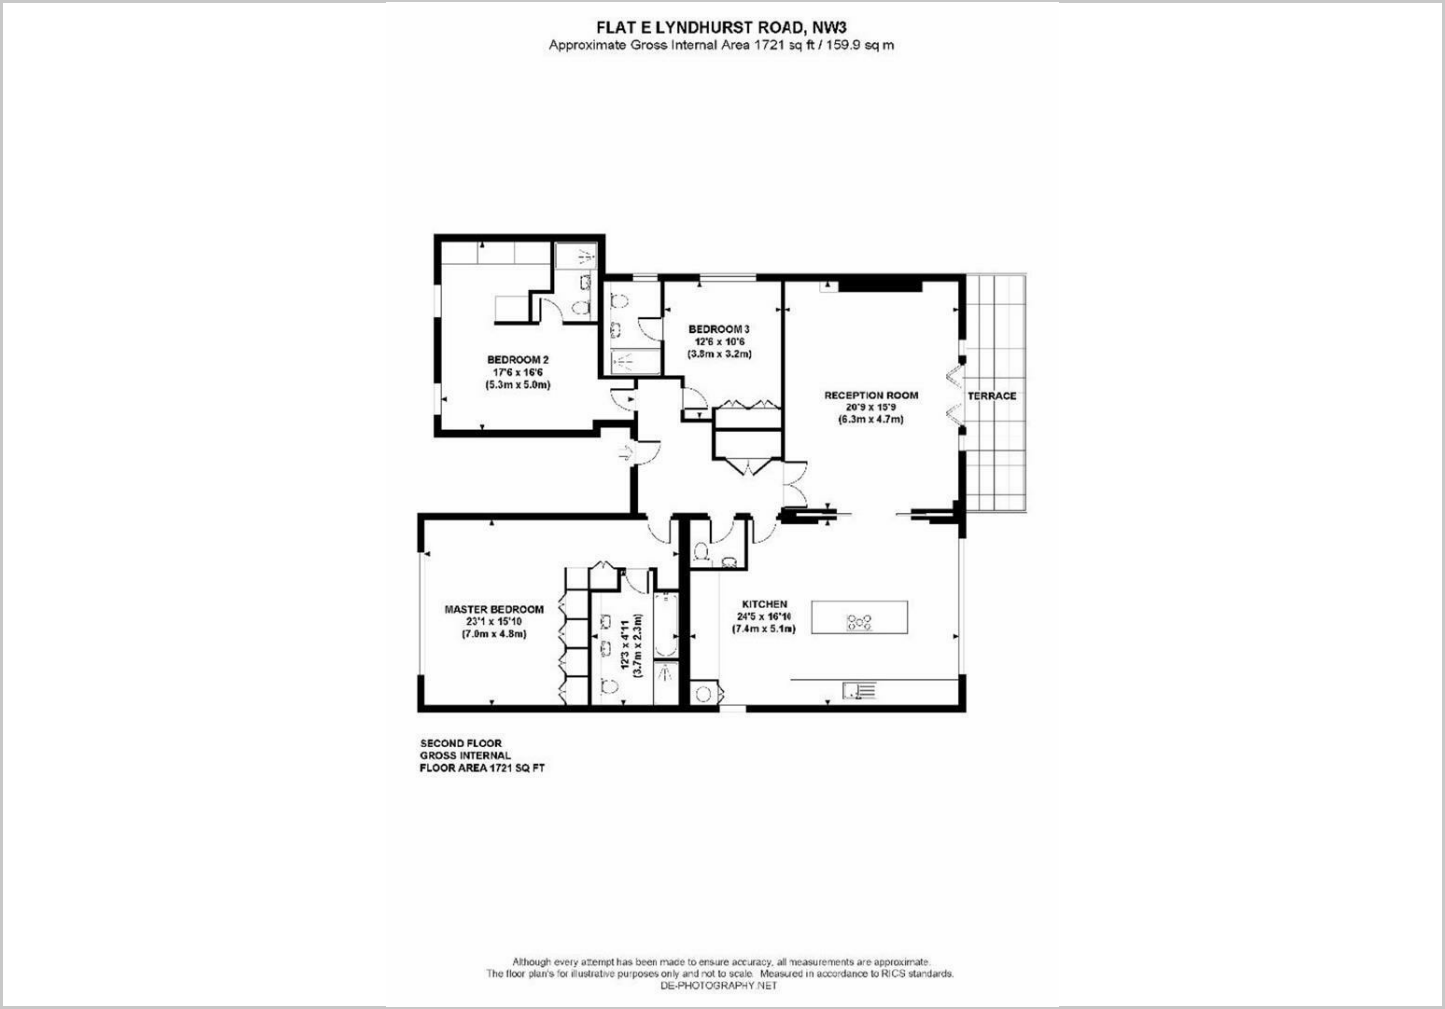 FLAT E LYNDHURST ROAD, NW3
Approximate Gross Internal Area 1721 sq ft / 159.9 sq m
BEDROOM 2
17'6 x 16'6
(5.3m x 5.0m)
BEDROOM 3
12'6 x 10'6
(3.8m x 3.2m)
RECEPTION ROOM
20'9 x 15'9
(6.3m x 4.7m)
TERRACE
MASTER BEDROOM
23'1 x 15'10
(7.0m x 4.8m)
12'3 x 4'11
(3.7m x 2.3m)
KITCHEN
24'5 x 16'10
(7.4m x 5.1m)
SECOND FLOOR
GROSS INTERNAL
FLOOR AREA 1721 SQ FT
Although every attempt has been made to ensure accuracy, all measurements are approximate.
The floor plan's for illustrative purposes only and not to scale. Measured in accordance to RICS standards.
DE-PHOTOGRAPHY.NET